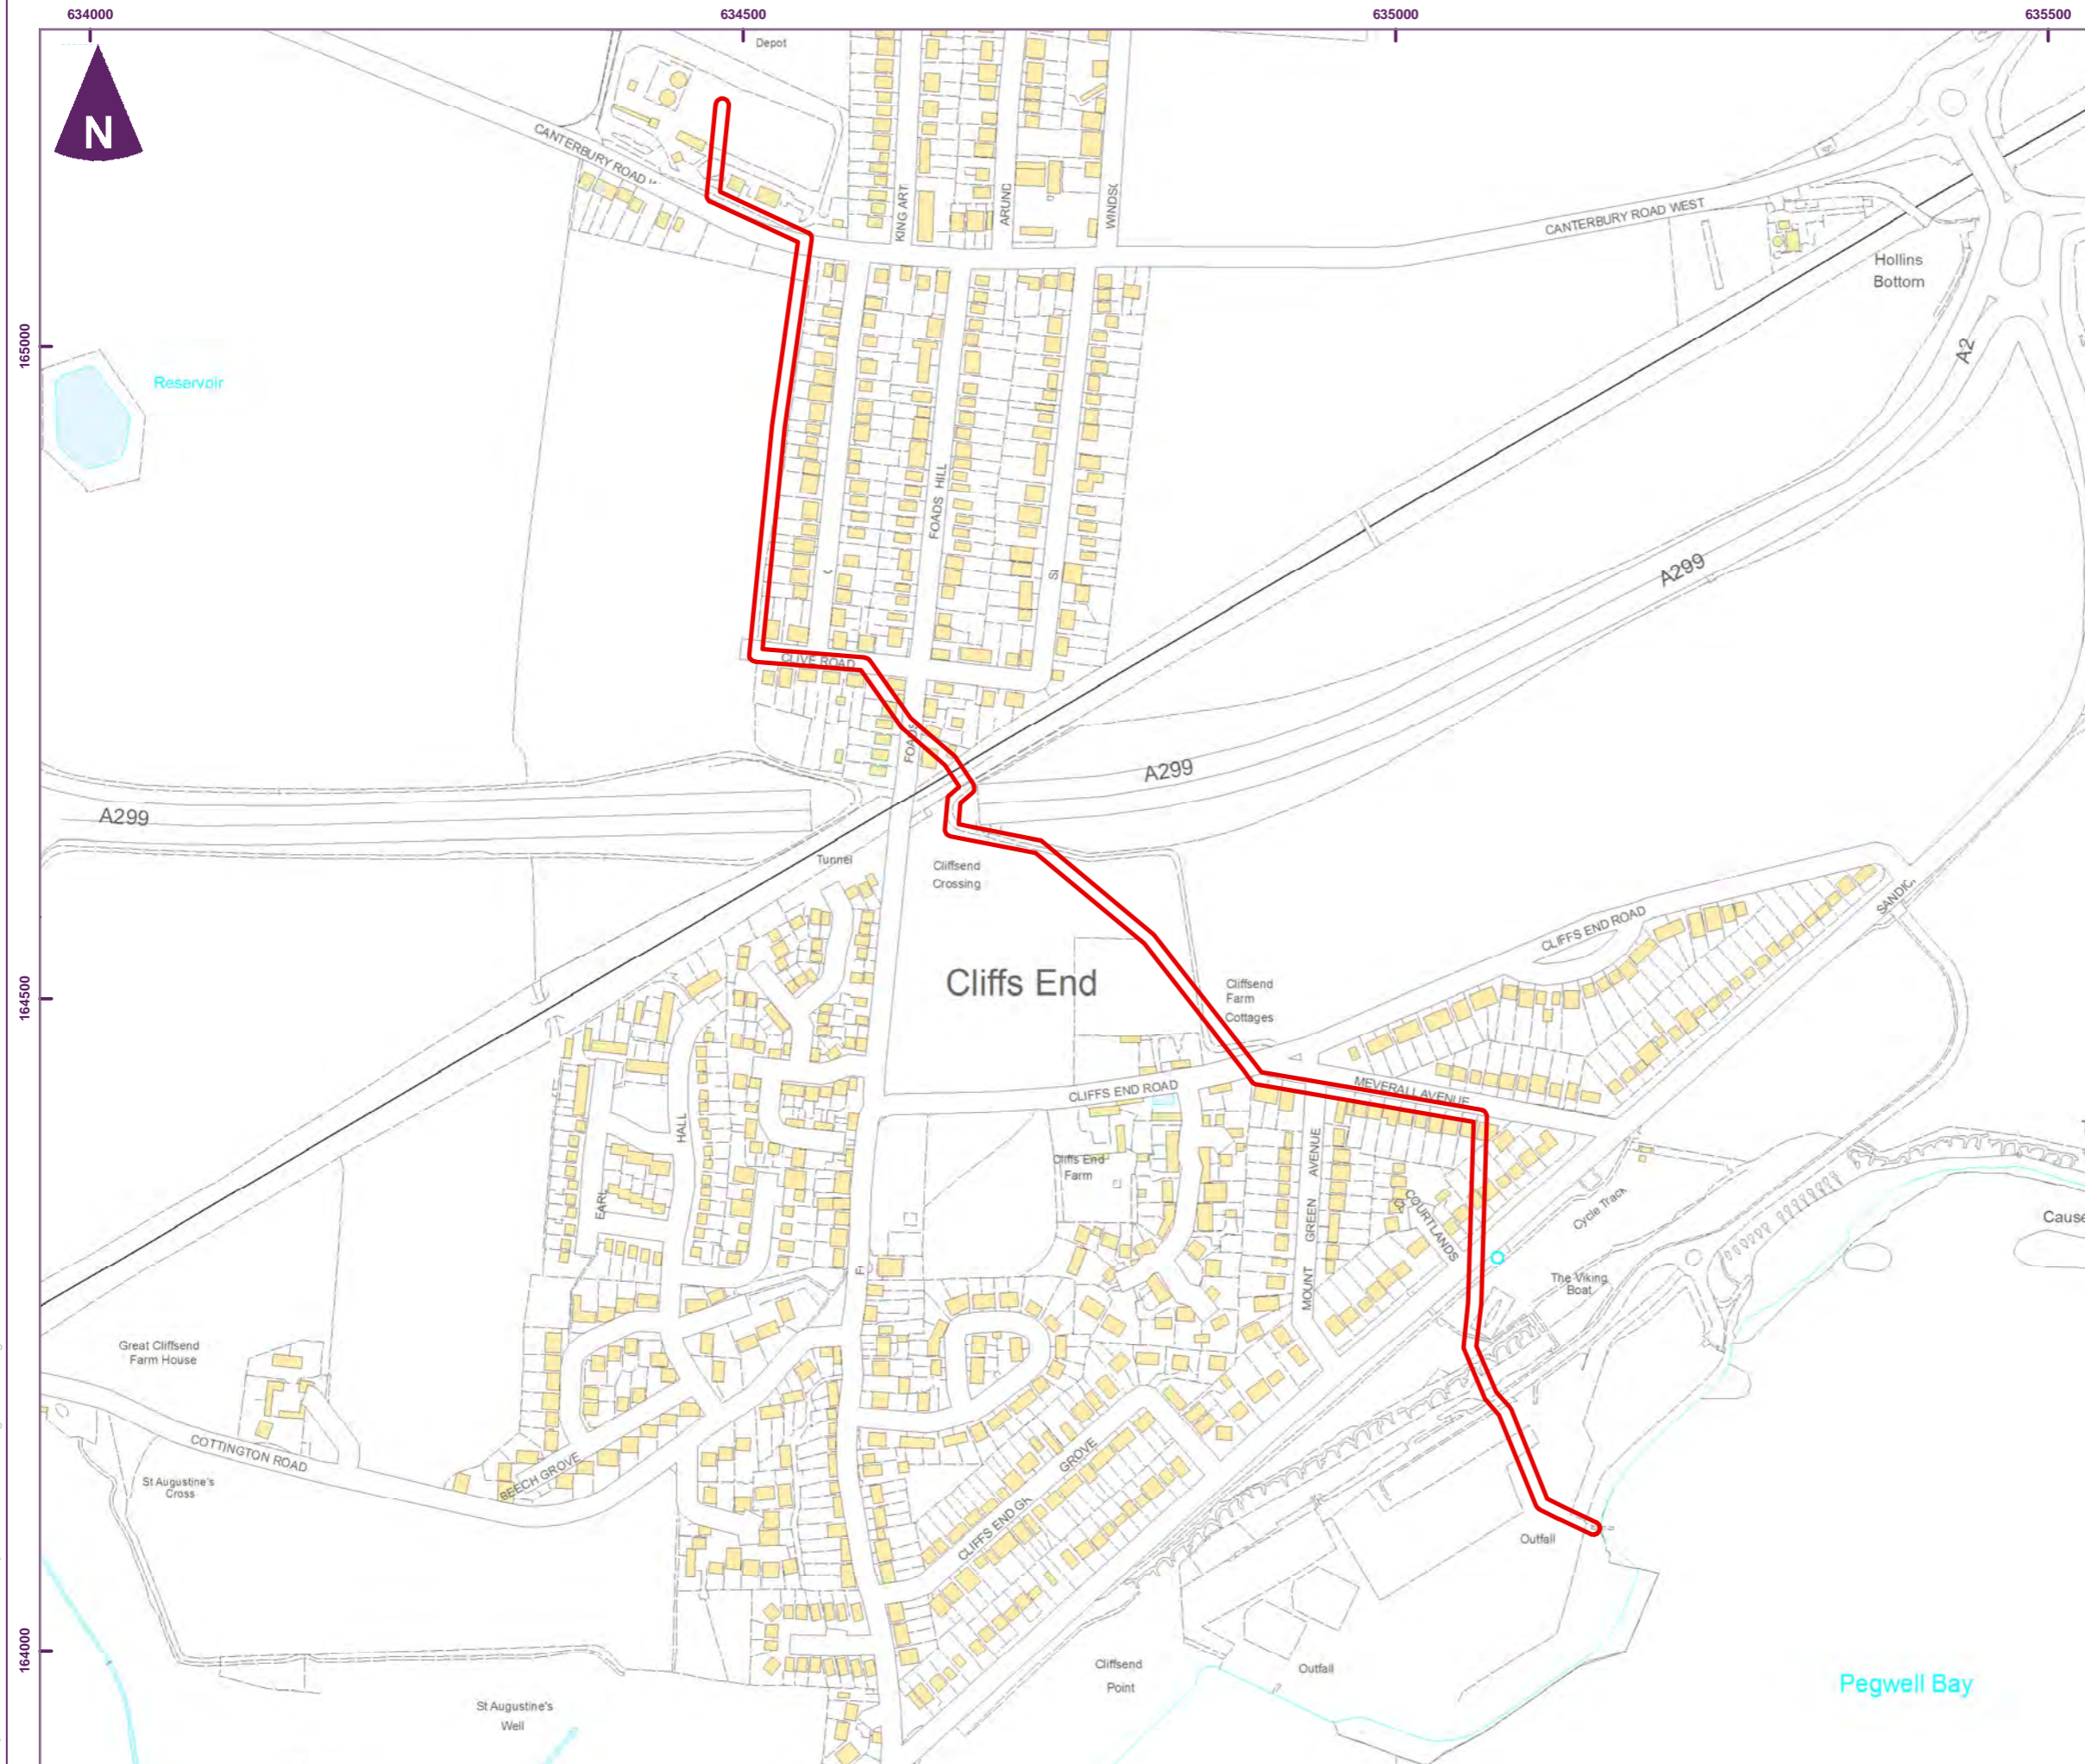 634000
634500
635000
635500
Depot
N
CANTERBURY ROAD
KING ART
ARUND
WINDSO
CANTERBURY ROAD WEST
Hollins
Bottom
165000
A2
Reservoir
FOADS HILL
A299
CLIVE ROAD
FOADS
A299
A299
Tunnel
Cliffsend
Crossing
CLIFFS END ROAD
SANDIC
164500
Cliffs End
Cliffsend
Farm
Cottages
CLIFFS END ROAD
MEVERALL AVENUE
HALL
EARL
Cliffs End
Farm
MOUNT GREEN AVENUE
COURTLANDS
Cycle Track
Cause
The Viking
Boat
Great Cliffsend
Farm House
COTTINGTON ROAD
St Augustine's
Cross
BEECH GROVE
GROVE
CLIFFS END GR
Outfall
164000
Cliffsend
Point
Outfall
Pegwell Bay
St Augustine's
Well